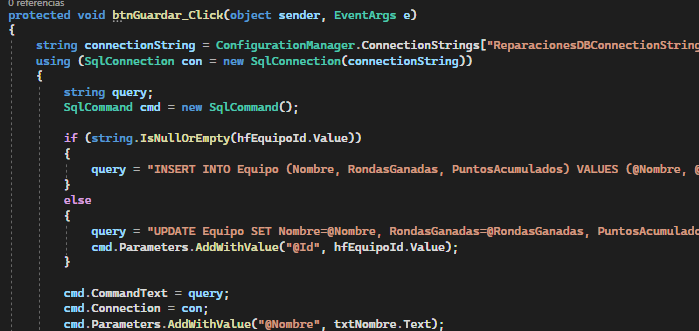 0 referencias
protected void btnGuardar_Click(object sender, EventArgs e)
{
string connectionString = ConfigurationManager.ConnectionStrings["ReparacionesDBConnectionString
using (SqlConnection con = new SqlConnection(connectionString))
{
string query;
SqlCommand cmd = new SqlCommand();
if (string.IsNullOrEmpty(hfEquipoId.Value))
{
query = "INSERT INTO Equipo (Nombre, RondasGanadas, PuntosAcumulados) VALUES (@Nombre, @
}
else
{
query = "UPDATE Equipo SET Nombre=@Nombre, RondasGanadas=@RondasGanadas, PuntosAcumulado
cmd.Parameters.AddWithValue("@Id", hfEquipoId.Value);
}
cmd.CommandText = query;
cmd.Connection = con;
cmd.Parameters.AddWithValue("@Nombre", txtNombre.Text);